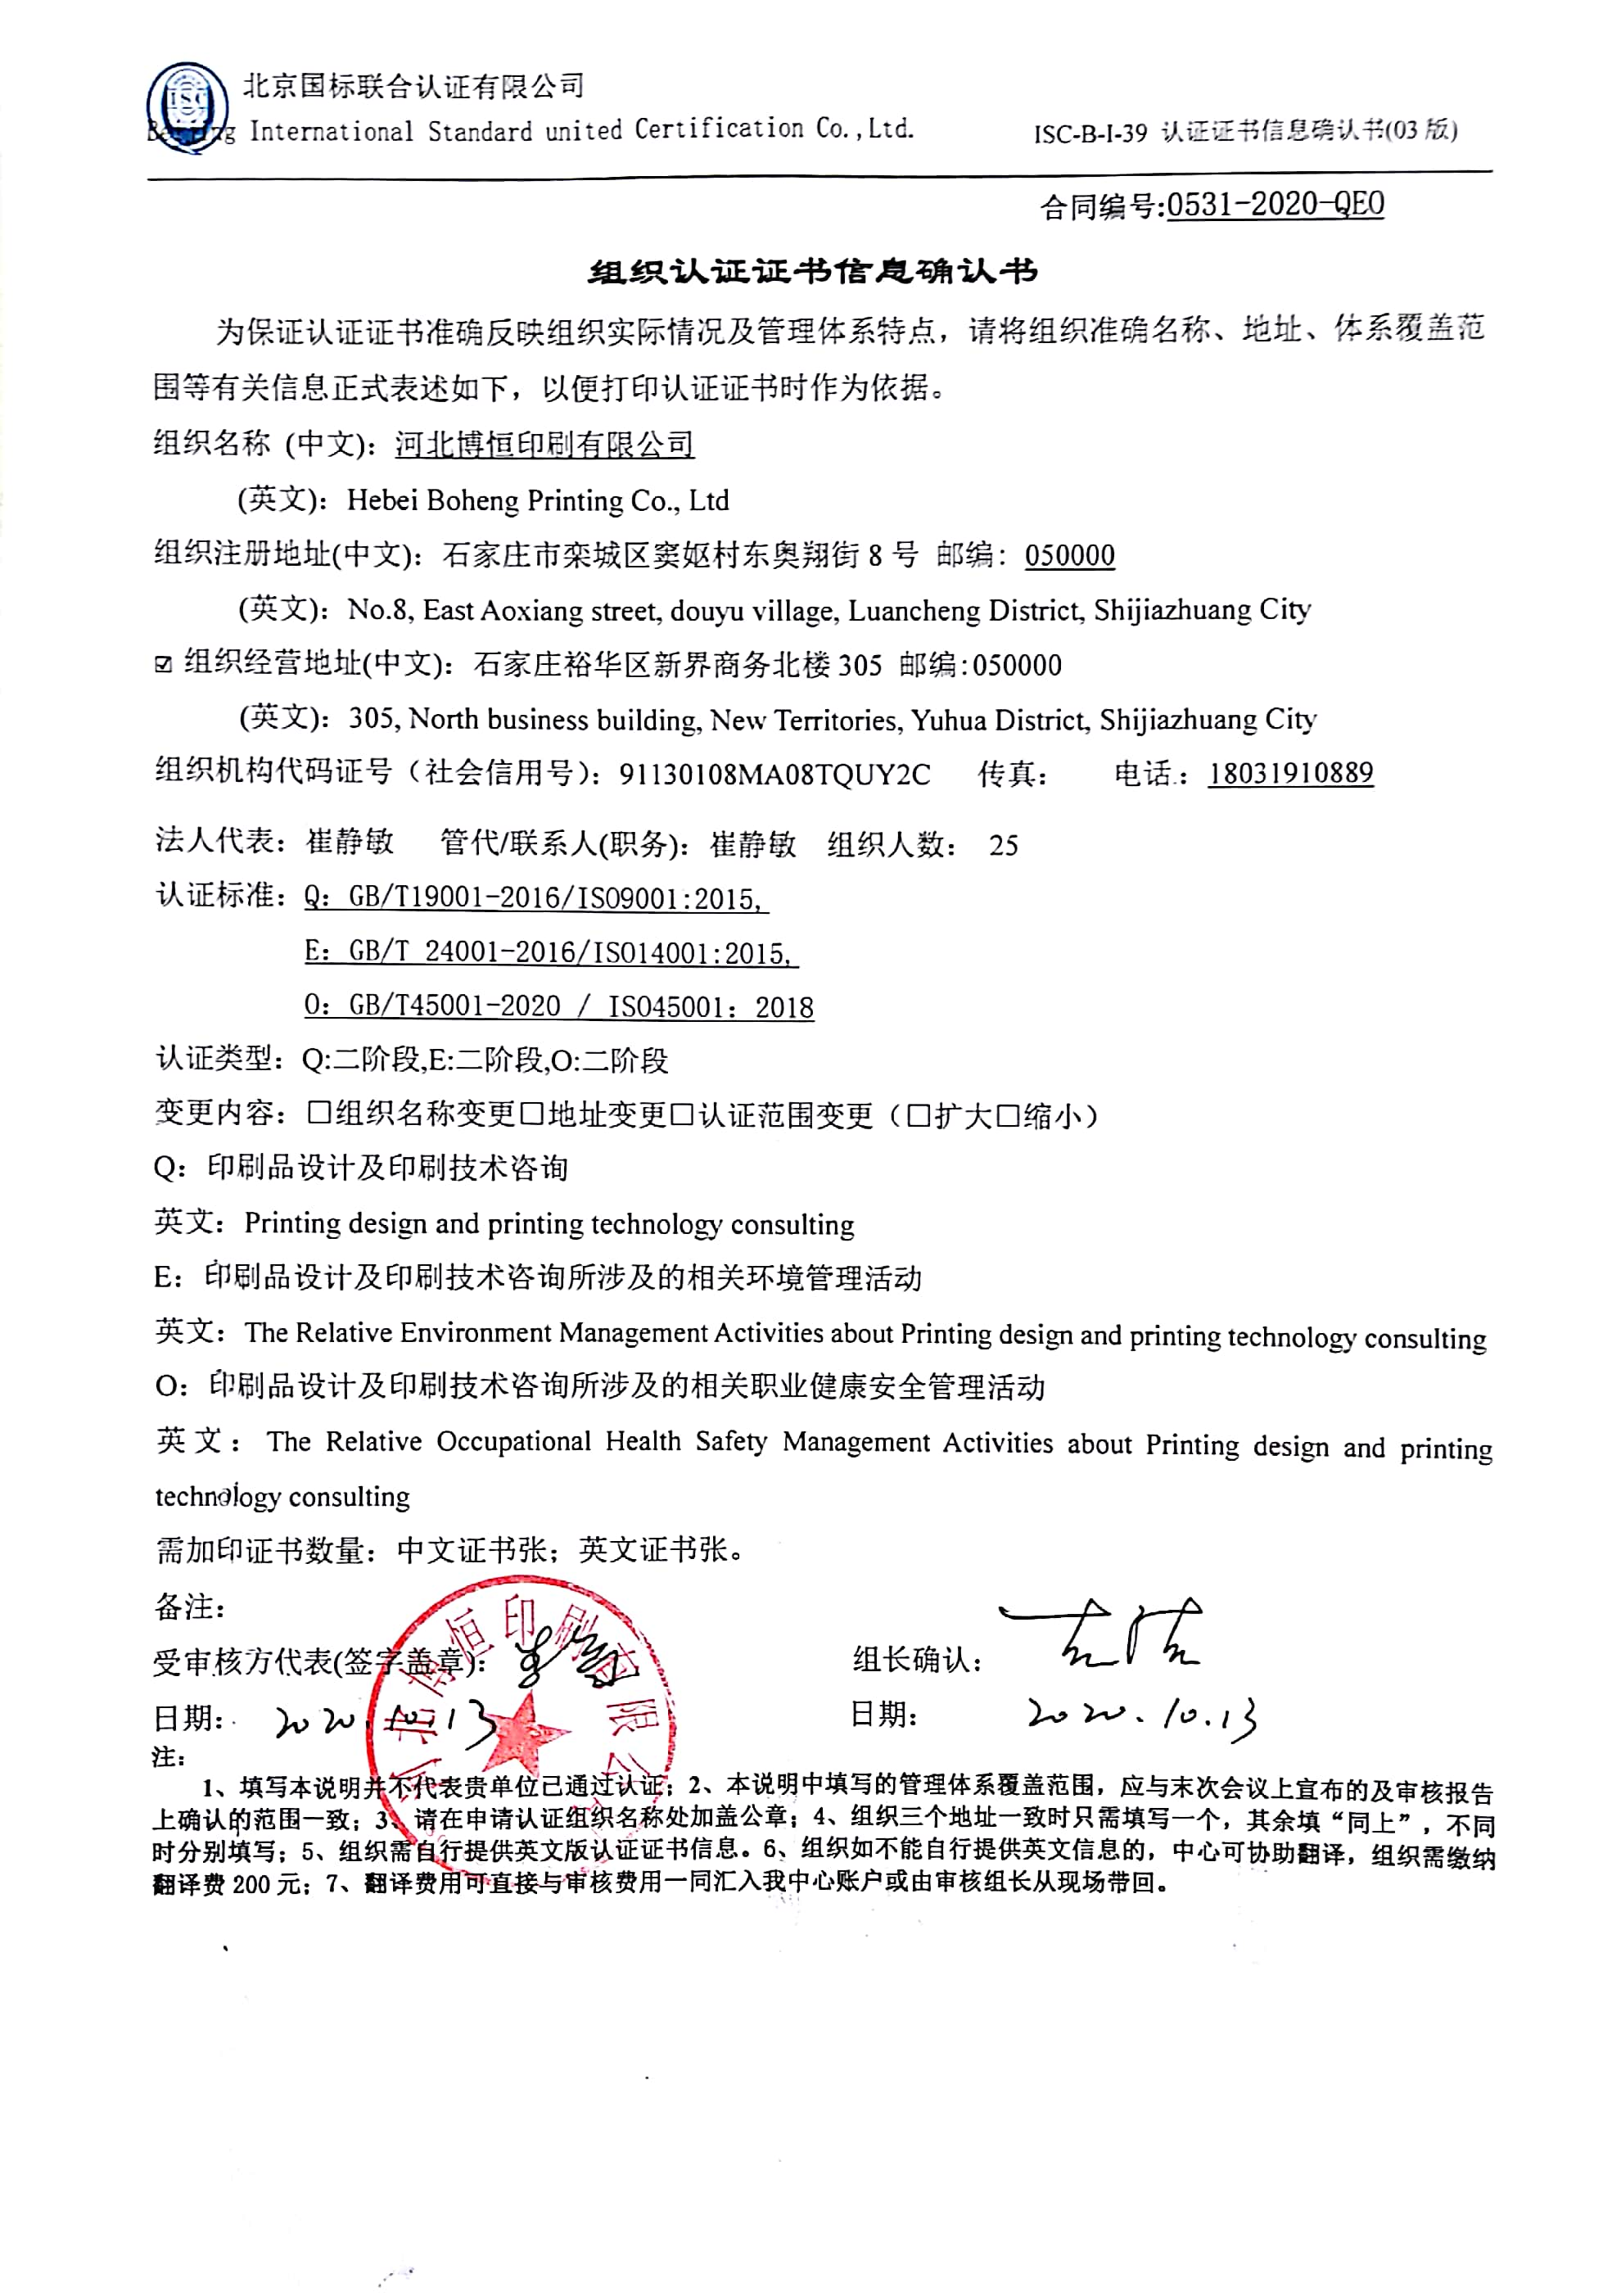 北京国标联合认证有限公司
Beijing International Standard united Certification Co.,Ltd.
ISC-B-I-39 认证证书信息确认书(03 版)
合同编号:0531-2020-QEO
组织认证证书信息确认书
为保证认证证书准确反映组织实际情况及管理体系特点，请将组织准确名称、地址、体系覆盖范
围等有关信息正式表述如下，以便打印认证证书时作为依据。
组织名称 (中文)：河北博恒印刷有限公司
(英文)：Hebei Boheng Printing Co., Ltd
组织注册地址(中文)：石家庄市栾城区窦妪村东奥翔街 8 号 邮编：050000
(英文)：No.8, East Aoxiang street, douyu village, Luancheng District, Shijiazhuang City
☑ 组织经营地址(中文)：石家庄裕华区新界商务北楼 305 邮编:050000
(英文)：305, North business building, New Territories, Yuhua District, Shijiazhuang City
组织机构代码证号（社会信用号)：91130108MA08TQUY2C 传真： 电话：18031910889
法人代表：崔静敏 管代/联系人(职务)：崔静敏 组织人数： 25
认证标准：Q：GB/T19001-2016/ISO9001:2015,
E：GB/T 24001-2016/ISO14001:2015,
O：GB/T45001-2020 / ISO45001：2018
认证类型：Q:二阶段,E:二阶段,O:二阶段
变更内容：☐组织名称变更☐地址变更☐认证范围变更（☐扩大☐缩小）
Q：印刷品设计及印刷技术咨询
英文：Printing design and printing technology consulting
E：印刷品设计及印刷技术咨询所涉及的相关环境管理活动
英文：The Relative Environment Management Activities about Printing design and printing technology consulting
O：印刷品设计及印刷技术咨询所涉及的相关职业健康安全管理活动
英 文 ： The Relative Occupational Health Safety Management Activities about Printing design and printing
technology consulting
需加印证书数量：中文证书张；英文证书张。
备注：
受审核方代表(签字盖章)：
组长确认：
日期：2020.10.13
日期：2020.10.13
注：
1、填写本说明并不代表贵单位已通过认证；2、本说明中填写的管理体系覆盖范围，应与末次会议上宣布的及审核报告
上确认的范围一致；3、请在申请认证组织名称处加盖公章；4、组织三个地址一致时只需填写一个，其余填“同上”，不同
时分别填写；5、组织需自行提供英文版认证证书信息。6、组织如不能自行提供英文信息的，中心可协助翻译，组织需缴纳
翻译费 200 元；7、翻译费用可直接与审核费用一同汇入我中心账户或由审核组长从现场带回。